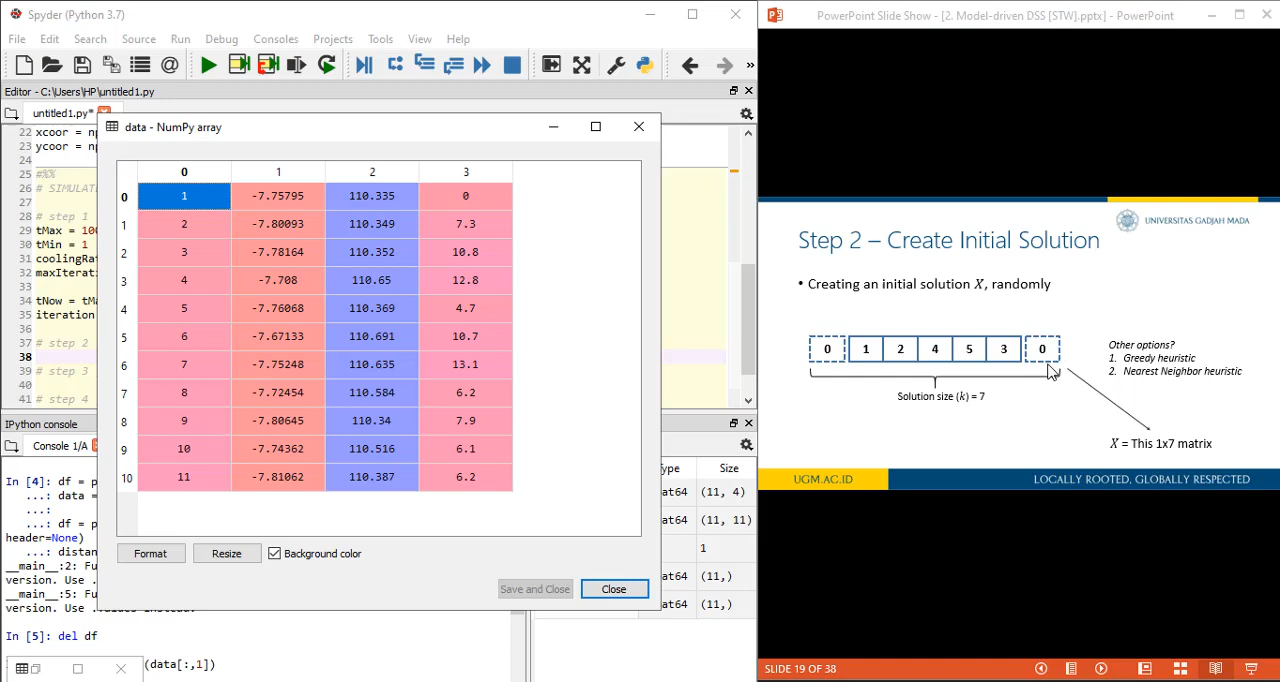 Spyder (Python 3.7)
File Edit Search Source Run Debug Consoles Projects Tools View Help
Editor - C:\Users\HP\untitled1.py
untitled1.py*
22 xcoor = np
23 ycoor = np
24
25 #%%
26 # SIMULATE
27
28 # step 1
29 tMax = 100
30 tMin = 1
31 coolingRat
32 maxIterati
33
34 tNow = tMa
35 iteration
36
37 # step 2
38
39 # step 3
40
41 # step 4
data - NumPy array
0 1 2 3
0 1 -7.75795 110.335 0
1 2 -7.80093 110.349 7.3
2 3 -7.78164 110.352 10.8
3 4 -7.708 110.65 12.8
4 5 -7.76068 110.369 4.7
5 6 -7.67133 110.691 10.7
6 7 -7.75248 110.635 13.1
7 8 -7.72454 110.584 6.2
8 9 -7.80645 110.34 7.9
9 10 -7.74362 110.516 6.1
10 11 -7.81062 110.387 6.2
Format Resize Background color
Save and Close Close
IPython console
Console 1/A
In [4]: df = p
...: data =
...:
...: df = p
header=None)
...: distan
__main__:2: Fu
version. Use .
__main__:5: Fu
In [5]: del df
(data[:,1])
ype Size
at64 (11, 4)
at64 (11, 11)
1
at64 (11,)
at64 (11,)
PowerPoint Slide Show - [2. Model-driven DSS [STW].pptx] - PowerPoint
UNIVERSITAS GADJAH MADA
Step 2 – Create Initial Solution
• Creating an initial solution X, randomly
0 1 2 4 5 3 0
Solution size (k) = 7
Other options?
1. Greedy heuristic
2. Nearest Neighbor heuristic
X = This 1x7 matrix
UGM.AC.ID LOCALLY ROOTED, GLOBALLY RESPECTED
SLIDE 19 OF 38